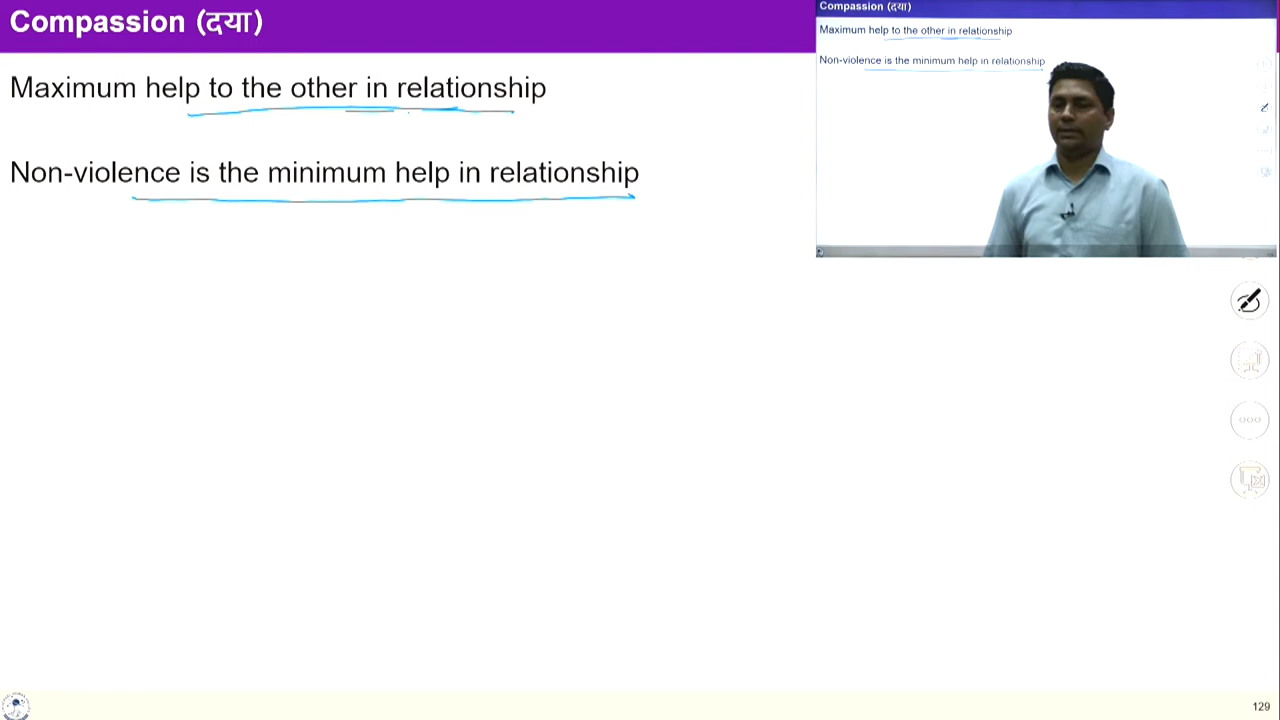 Compassion (दया)
Maximum help to the other in relationship
Non-violence is the minimum help in relationship
Compassion (दया)
Maximum help to the other in relationship
Non-violence is the minimum help in relationship
129